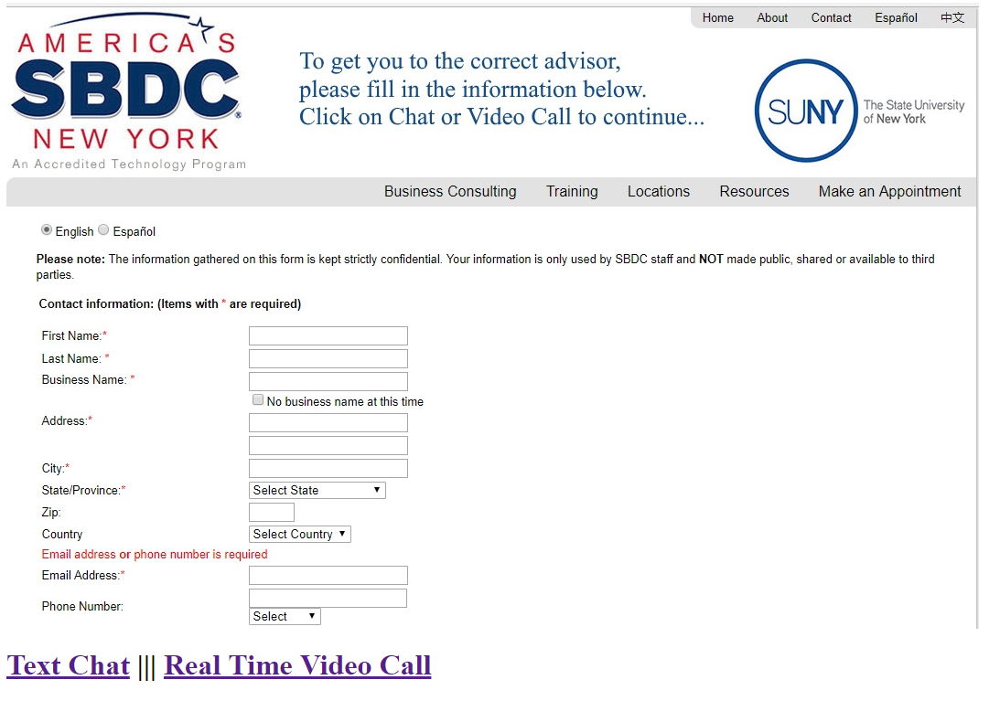 Home About Contact Español 中文
AMERICA'S
SBDC®
NEW YORK
An Accredited Technology Program
To get you to the correct advisor,
please fill in the information below.
Click on Chat or Video Call to continue...
SUNY
The State University
of New York
Business Consulting Training Locations Resources Make an Appointment
English Español
Please note: The information gathered on this form is kept strictly confidential. Your information is only used by SBDC staff and NOT made public, shared or available to third
parties.
Contact information: (Items with * are required)
First Name:*
Last Name: *
Business Name: *
No business name at this time
Address:*
City:*
State/Province:* Select State
Zip:
Country Select Country
Email address or phone number is required
Email Address:*
Phone Number:
Select
Text Chat ||| Real Time Video Call